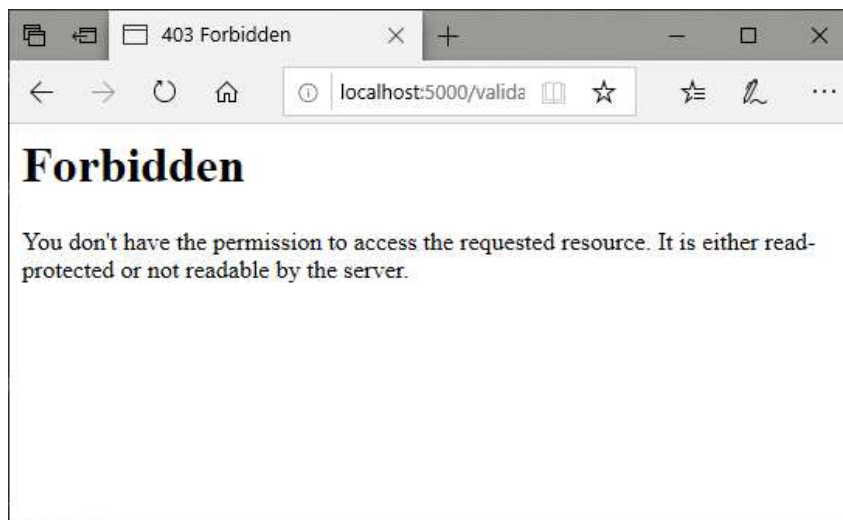 403 Forbidden
localhost:5000/valida
Forbidden
You don't have the permission to access the requested resource. It is either read-
protected or not readable by the server.